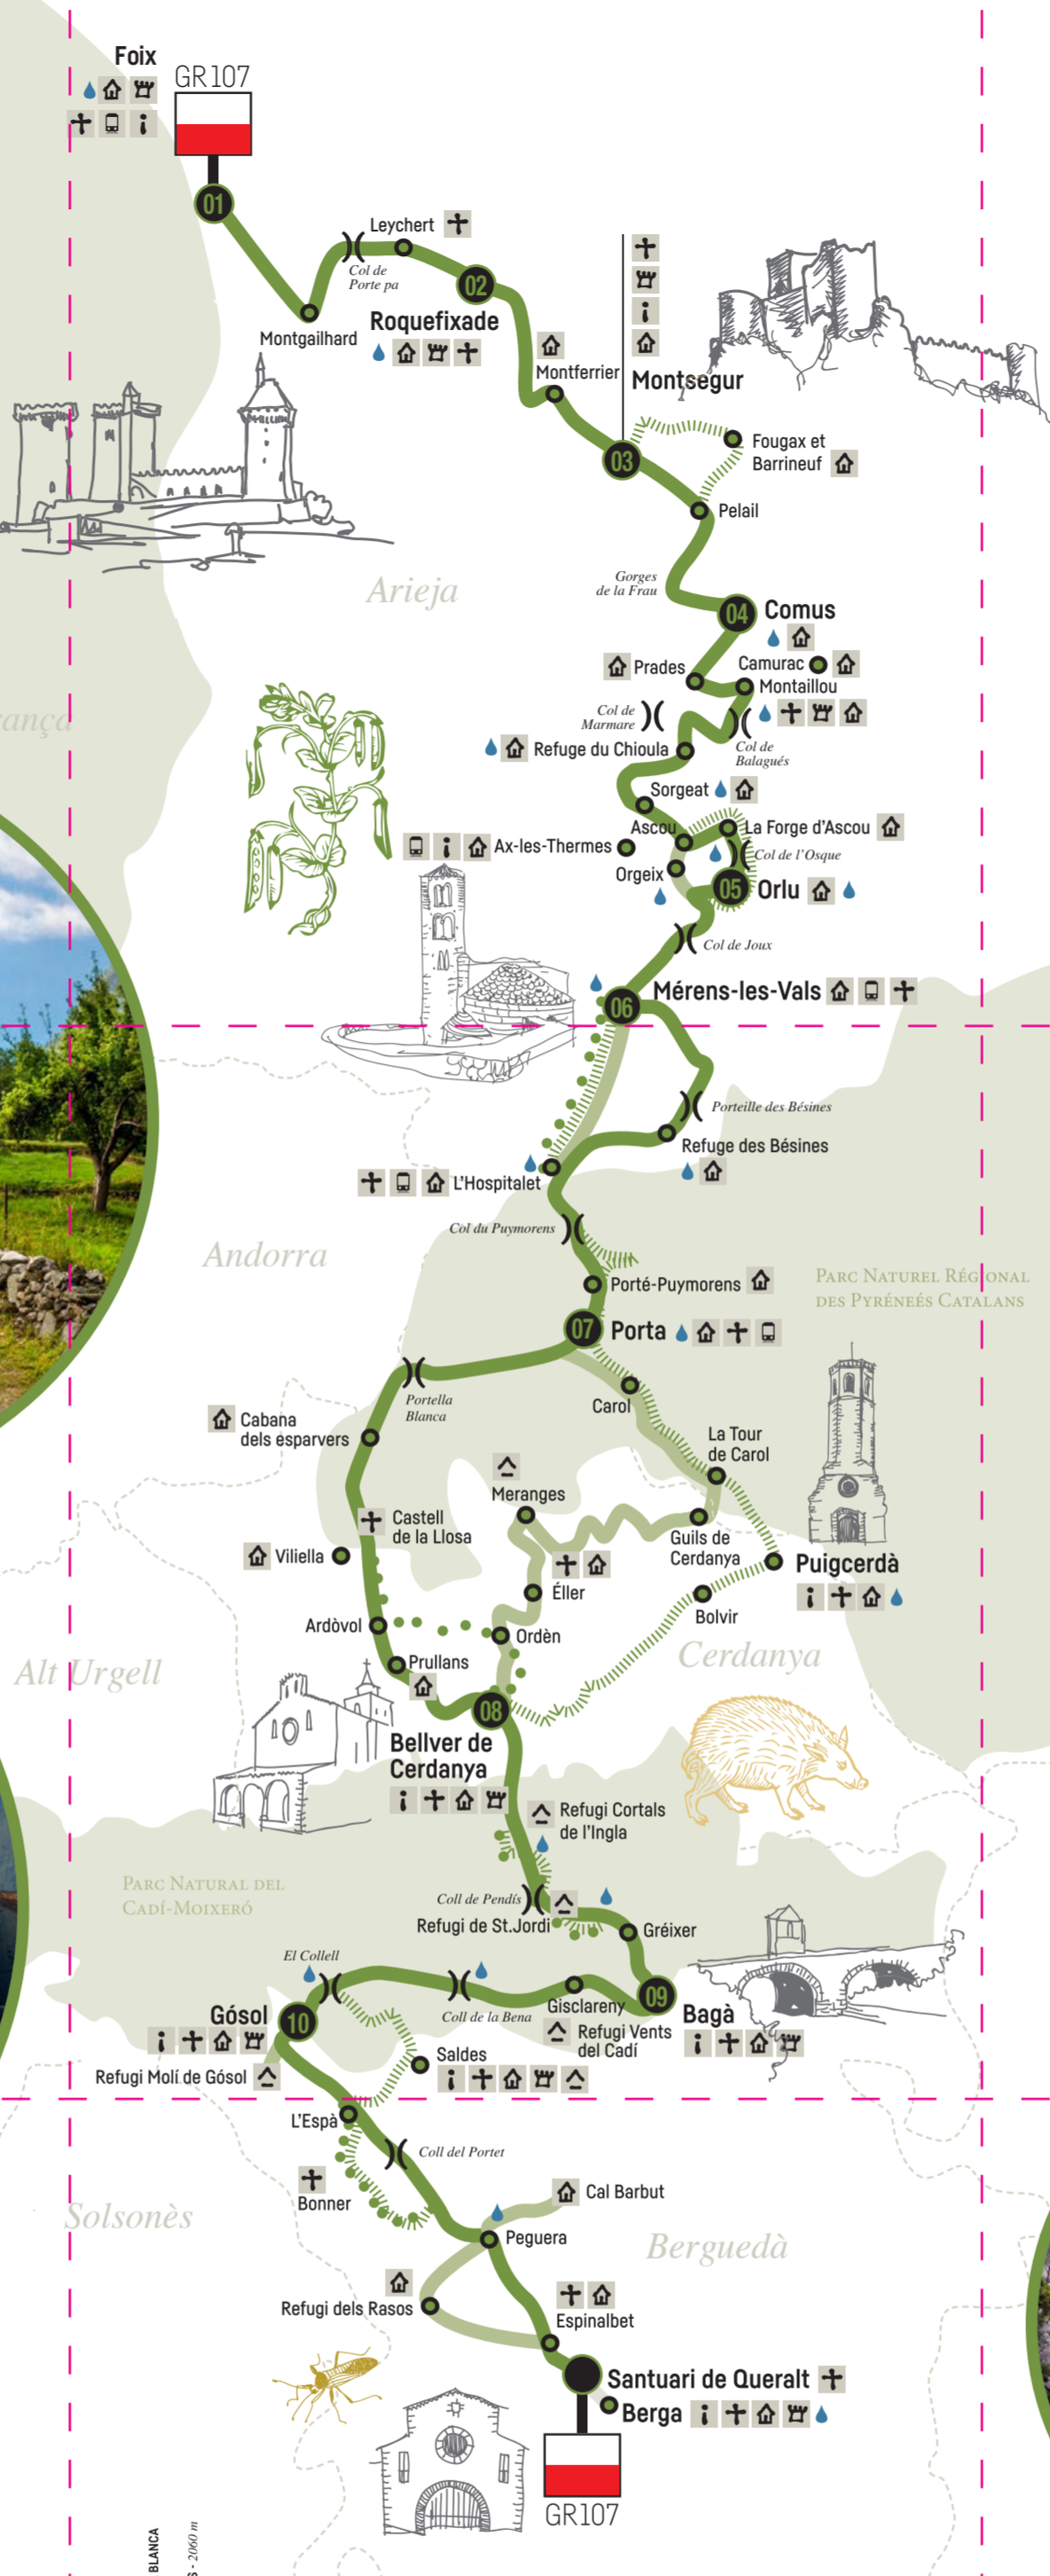 Foix
GR107
01
Leychert
Col de
Porte pa
02
Montgailhard
Roquefixade
Montferrier
Montsegur
03
Fougax et
Barrineuf
Pelail
Arieja
Gorges
de la Frau
04
Comus
Prades
Camurac
Montaillou
Col de
Marmare
rança
Col de
Balagués
Refuge du Chioula
Sorgeat
Ascou
La Forge d'Ascou
Ax-les-Thermes
Col de l'Osque
Orgeix
05
Orlu
Col de Joux
Mérens-les-Vals
06
Porteille des Bésines
Refuge des Bésines
L'Hospitalet
Col du Puymorens
Andorra
Parc Naturel Régional
des Pyréneés Catalans
Porté-Puymorens
07
Porta
Portella
Blanca
Carol
Cabana
dels esparvers
La Tour
de Carol
Meranges
Castell
de la Llosa
Guils de
Cerdanya
Viliella
Puigcerdà
Éller
Bolvir
Ardòvol
Ordèn
Prullans
Cerdanya
Alt Urgell
08
Bellver de
Cerdanya
Refugi Cortals
de l'Ingla
Parc Natural del
Cadí-Moixeró
Coll de Pendís
Refugi de St.Jordi
Gréixer
El Collell
09
Gisclareny
Gósol
10
Coll de la Bena
Bagà
Refugi Vents
del Cadí
Saldes
Refugi Molí de Gósol
L'Espà
Coll del Portet
Bonner
Cal Barbut
Solsonès
Peguera
Berguedà
Refugi dels Rasos
Espinalbet
Santuari de Queralt
Berga
GR107
BLANCA
S - 2060 m